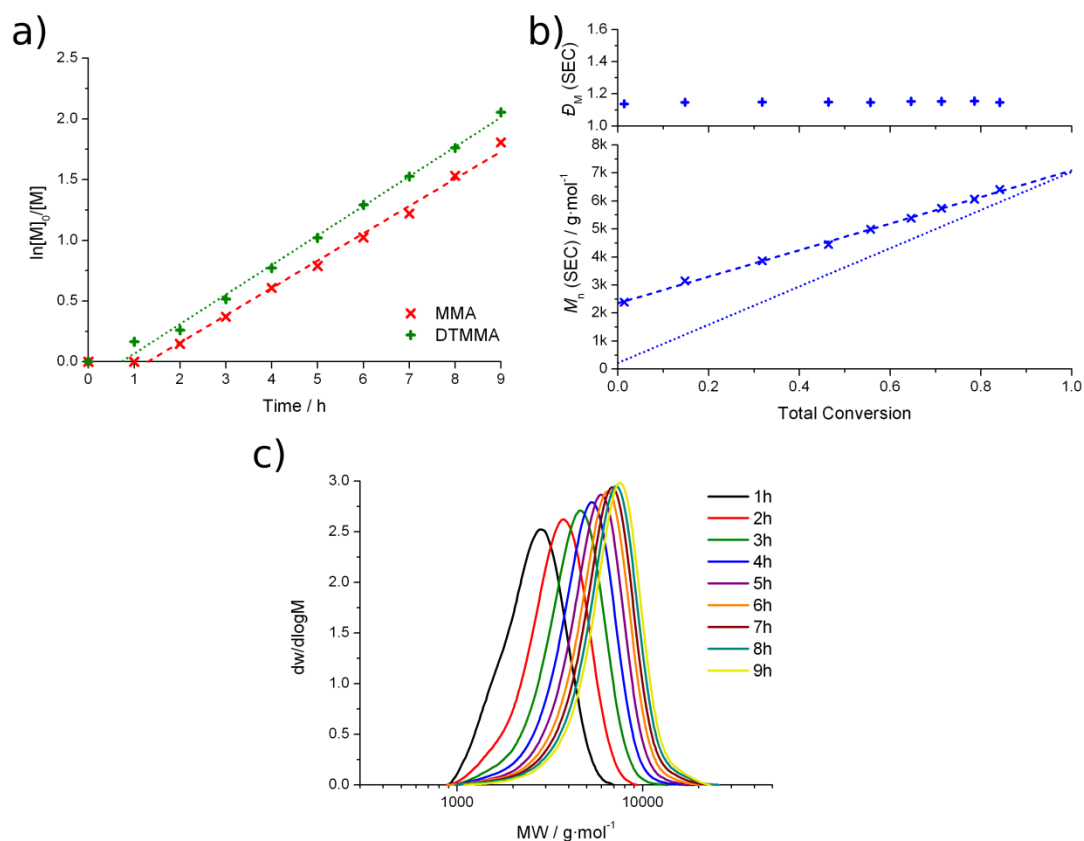 a)
ln[M]₀/[M]
2.5
2.0
1.5
1.0
0.5
0.0
0 1 2 3 4 5 6 7 8 9
Time / h
MMA
DTMMA
b)
Đ_M (SEC)
1.6
1.4
1.2
1.0
M_n (SEC) / g·mol⁻¹
7k
6k
5k
4k
3k
2k
1k
0
0.0 0.2 0.4 0.6 0.8 1.0
Total Conversion
c)
dw/dlogM
3.0
2.5
2.0
1.5
1.0
0.5
0.0
1000 10000
MW / g·mol⁻¹
1h
2h
3h
4h
5h
6h
7h
8h
9h